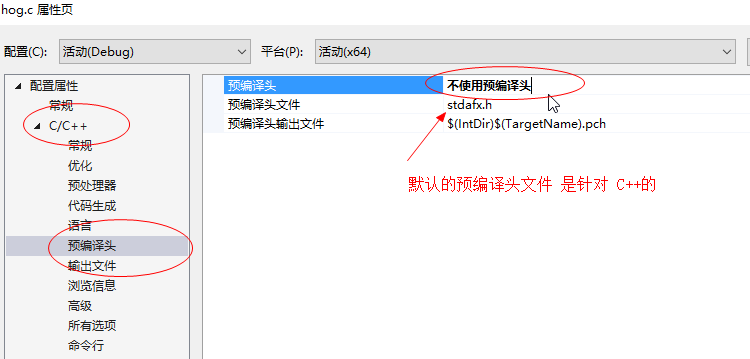 hog.c 属性页
配置(C): 活动(Debug) 平台(P): 活动(x64)
配置属性
常规
C/C++
常规
优化
预处理器
代码生成
语言
预编译头
输出文件
浏览信息
高级
所有选项
命令行
预编译头 不使用预编译头
预编译头文件 stdafx.h
预编译头输出文件 $(IntDir)$(TargetName).pch
默认的预编译头文件 是针对 C++的